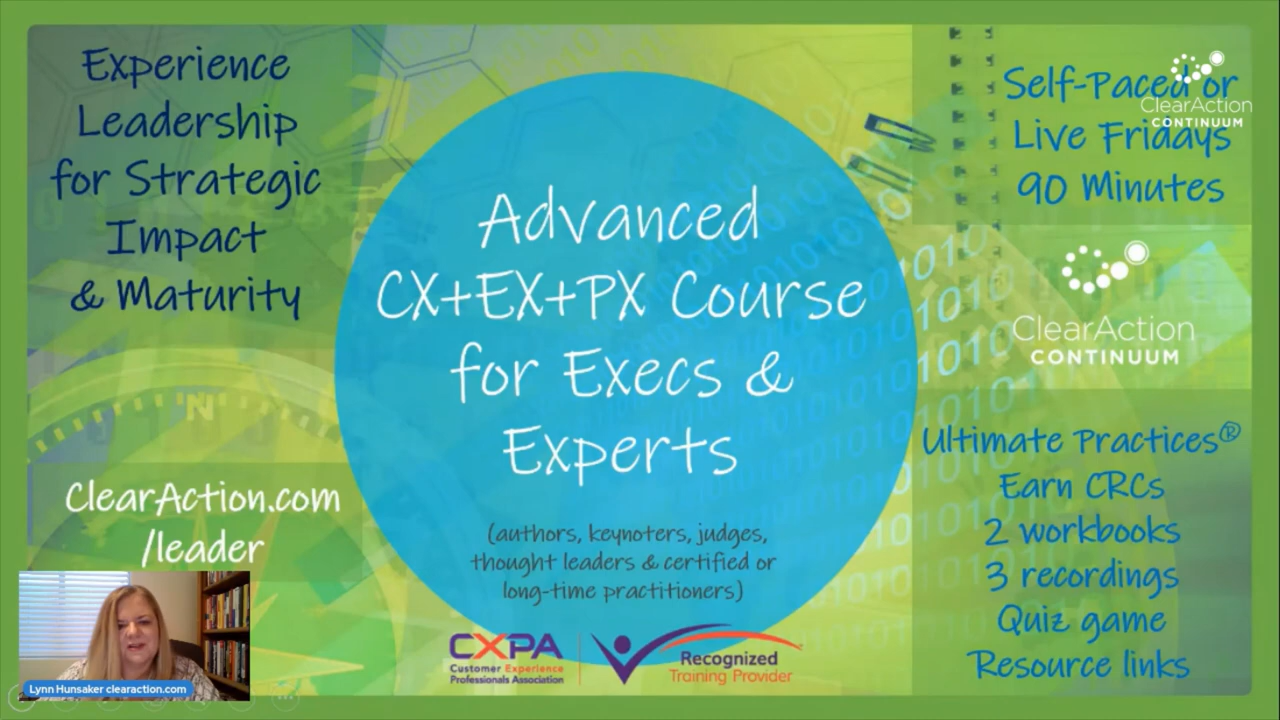 Experience
Leadership
for Strategic
Impact
& Maturity
ClearAction.com
/leader
Lynn Hunsaker clearaction.com
Advanced
CX+EX+PX Course
for Execs &
Experts
(authors, keynoters, judges,
thought leaders & certified or
long-time practitioners)
CXPA
Customer Experience
Professionals Association
Recognized
Training Provider
Self-Paced or
Live Fridays
90 Minutes
ClearAction
CONTINUUM
ClearAction
CONTINUUM
Ultimate Practices®
Earn CRCs
2 workbooks
3 recordings
Quiz game
Resource links